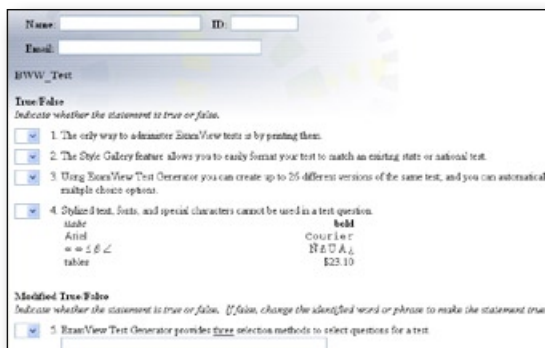 Name: ID:
Email:
BWW_Test
True/False
Indicate whether the statement is true or false.
1. The only way to administer ExamView tests is by printing them.
2. The Style Gallery feature allows you to easily format your test to match an existing state or national test.
3. Using ExamView Test Generator you can create up to 26 different versions of the same test, and you can automatical
multiple choice options.
4. Stylized text, fonts, and special characters cannot be used in a test question.
italic bold
Arial Courier
tables $23.10
Modified True/False
Indicate whether the statement is true or false. If false, change the identified word or phrase to make the statement true.
5. ExamView Test Generator provides three selection methods to select questions for a test.